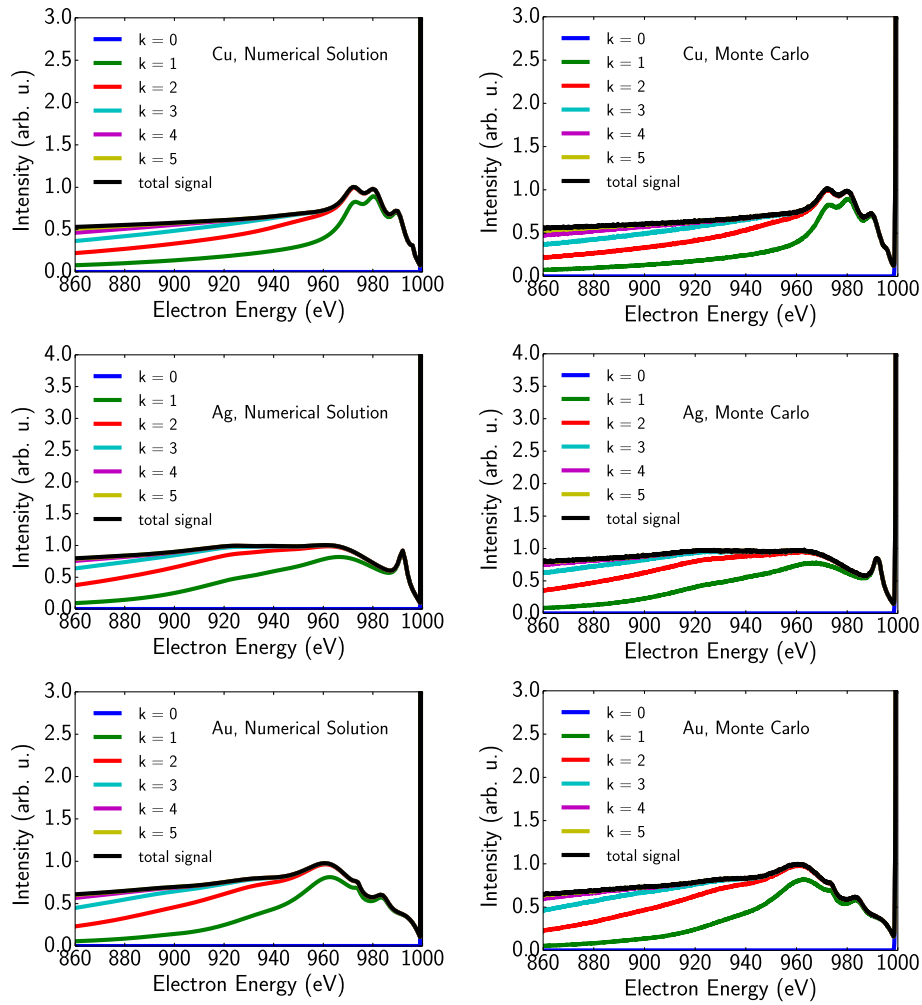 3.0
2.5
2.0
1.5
1.0
0.5
0.0
Intensity (arb. u.)
k = 0
k = 1
k = 2
k = 3
k = 4
k = 5
total signal
Cu, Numerical Solution
860 880 900 920 940 960 980 1000
Electron Energy (eV)
3.0
2.5
2.0
1.5
1.0
0.5
0.0
Intensity (arb. u.)
k = 0
k = 1
k = 2
k = 3
k = 4
k = 5
total signal
Cu, Monte Carlo
860 880 900 920 940 960 980 1000
Electron Energy (eV)
4.0
3.5
3.0
2.5
2.0
1.5
1.0
0.5
0.0
Intensity (arb. u.)
k = 0
k = 1
k = 2
k = 3
k = 4
k = 5
total signal
Ag, Numerical Solution
860 880 900 920 940 960 980 1000
Electron Energy (eV)
4.0
3.5
3.0
2.5
2.0
1.5
1.0
0.5
0.0
Intensity (arb. u.)
k = 0
k = 1
k = 2
k = 3
k = 4
k = 5
total signal
Ag, Monte Carlo
860 880 900 920 940 960 980 1000
Electron Energy (eV)
3.0
2.5
2.0
1.5
1.0
0.5
0.0
Intensity (arb. u.)
k = 0
k = 1
k = 2
k = 3
k = 4
k = 5
total signal
Au, Numerical Solution
860 880 900 920 940 960 980 1000
Electron Energy (eV)
3.0
2.5
2.0
1.5
1.0
0.5
0.0
Intensity (arb. u.)
k = 0
k = 1
k = 2
k = 3
k = 4
k = 5
total signal
Au, Monte Carlo
860 880 900 920 940 960 980 1000
Electron Energy (eV)